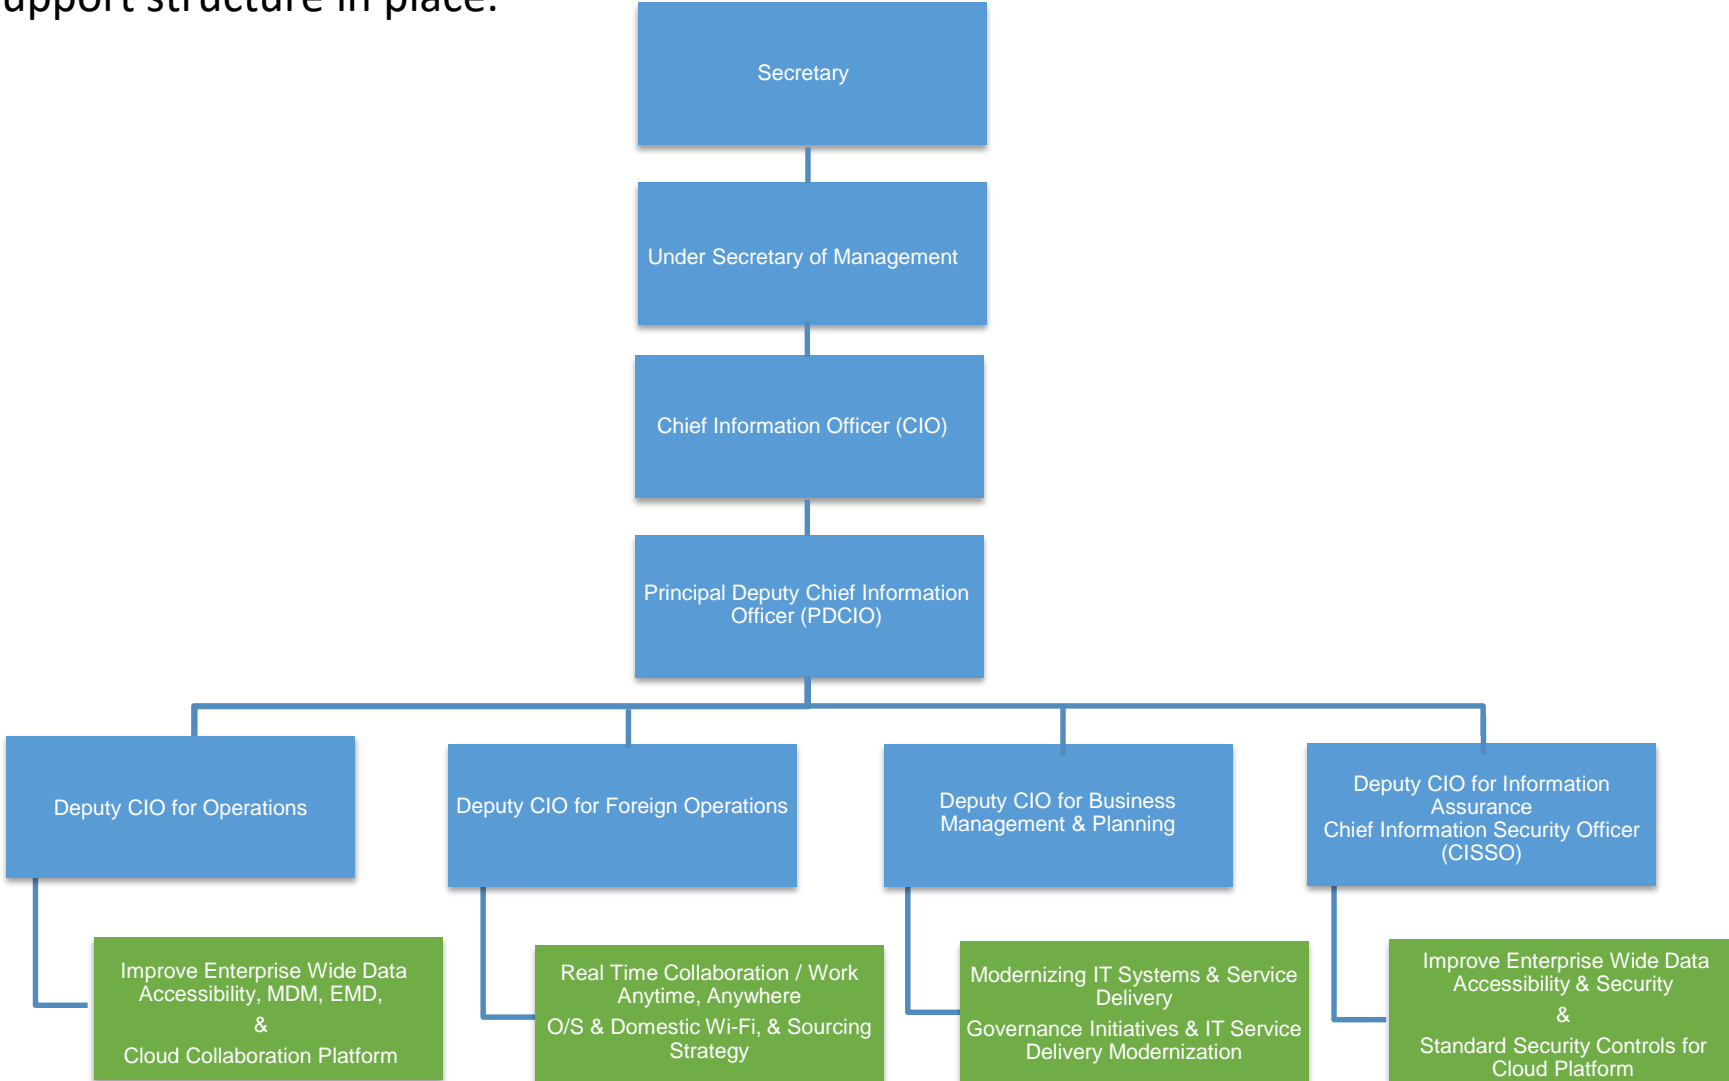 upport structure in place.
Secretary
Under Secretary of Management
Chief Information Officer (CIO)
Principal Deputy Chief Information
Officer (PDCIO)
Deputy CIO for Operations
Deputy CIO for Foreign Operations
Deputy CIO for Business
Management & Planning
Deputy CIO for Information
Assurance
Chief Information Security Officer
(CISSO)
Improve Enterprise Wide Data
Accessibility, MDM, EMD,
&
Cloud Collaboration Platform
Real Time Collaboration / Work
Anytime, Anywhere
O/S & Domestic Wi-Fi, & Sourcing
Strategy
Modernizing IT Systems & Service
Delivery
Governance Initiatives & IT Service
Delivery Modernization
Improve Enterprise Wide Data
Accessibility & Security
&
Standard Security Controls for
Cloud Platform